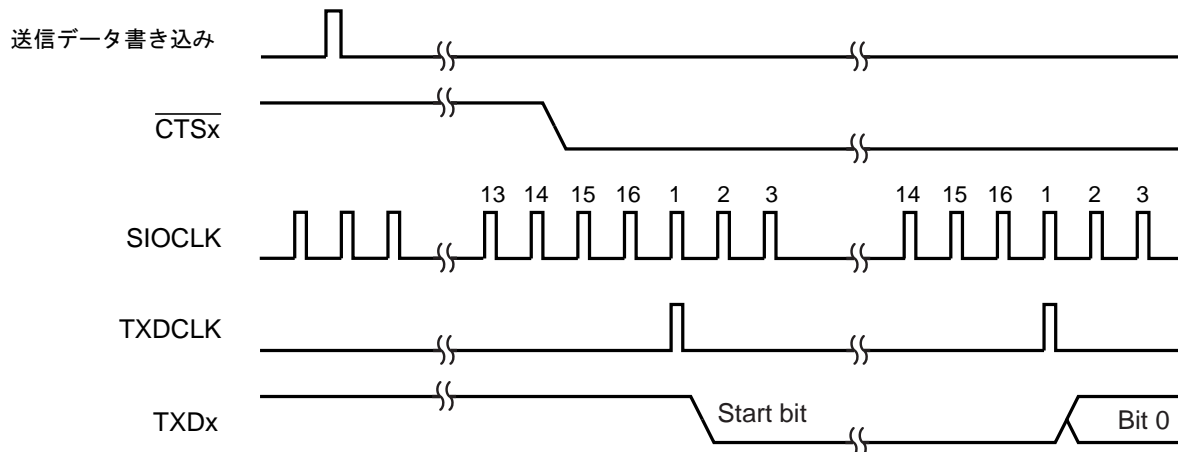 送信データ書き込み
CTSx
13 14 15 16 1 2 3 14 15 16 1 2 3
SIOCLK
TXDCLK
TXDx
Start bit
Bit 0